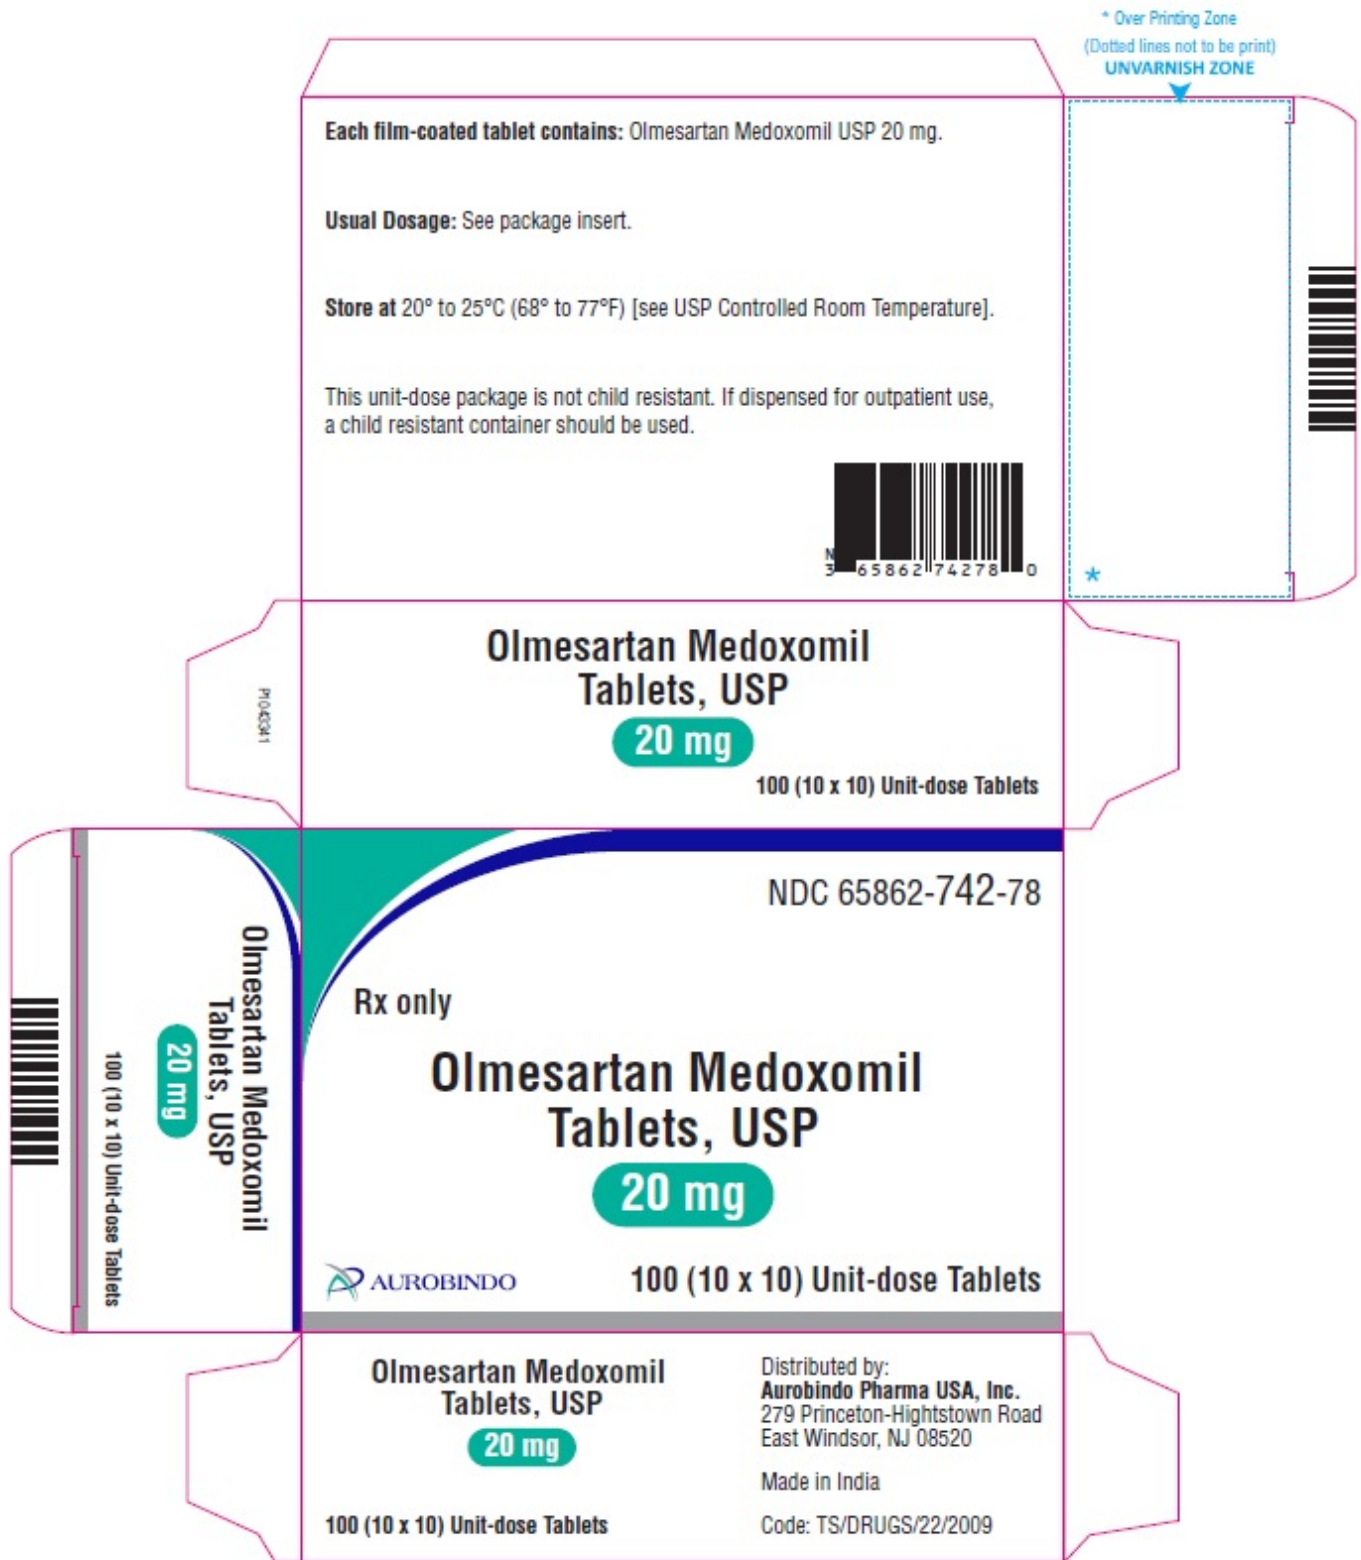 * Over Printing Zone
(Dotted lines not to be print)
UNVARNISH ZONE
Each film-coated tablet contains: Olmesartan Medoxomil USP 20 mg.
Usual Dosage: See package insert.
Store at 20° to 25°C (68° to 77°F) [see USP Controlled Room Temperature].
This unit-dose package is not child resistant. If dispensed for outpatient use,
a child resistant container should be used.
N
3 65862 74278 0
*
Olmesartan Medoxomil
Tablets, USP
20 mg
100 (10 x 10) Unit-dose Tablets
P1043341
NDC 65862-742-78
Rx only
Olmesartan Medoxomil
Tablets, USP
20 mg
AUROBINDO
100 (10 x 10) Unit-dose Tablets
Olmesartan Medoxomil
Tablets, USP
20 mg
100 (10 x 10) Unit-dose Tablets
Olmesartan Medoxomil
Tablets, USP
20 mg
100 (10 x 10) Unit-dose Tablets
Distributed by:
Aurobindo Pharma USA, Inc.
279 Princeton-Hightstown Road
East Windsor, NJ 08520
Made in India
Code: TS/DRUGS/22/2009